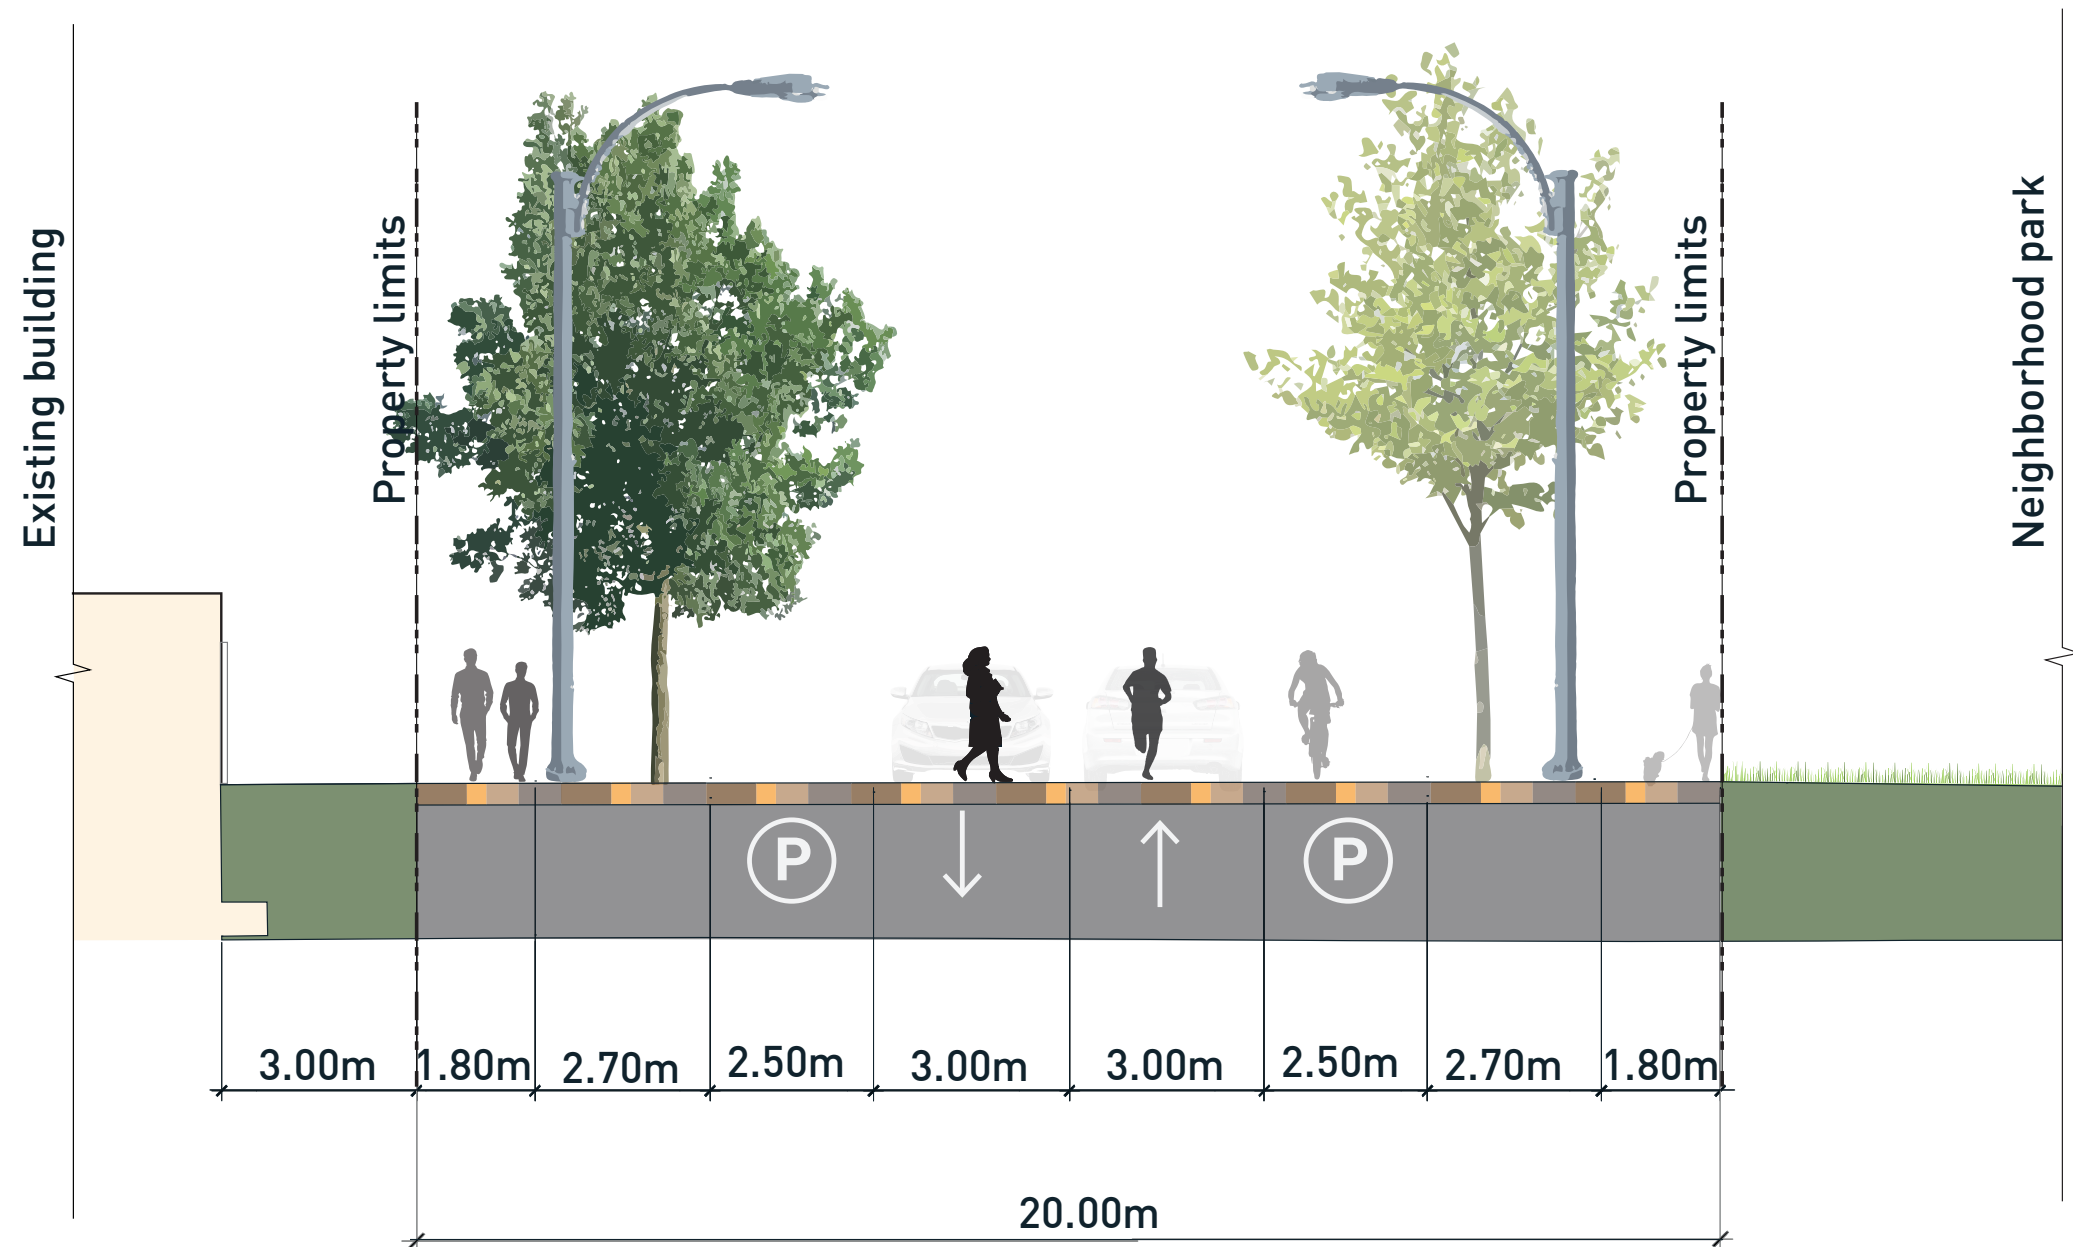 Existing building
Property limits
Property limits
Neighborhood park
P
P
3.00m
1.80m
2.70m
2.50m
3.00m
3.00m
2.50m
2.70m
1.80m
20.00m